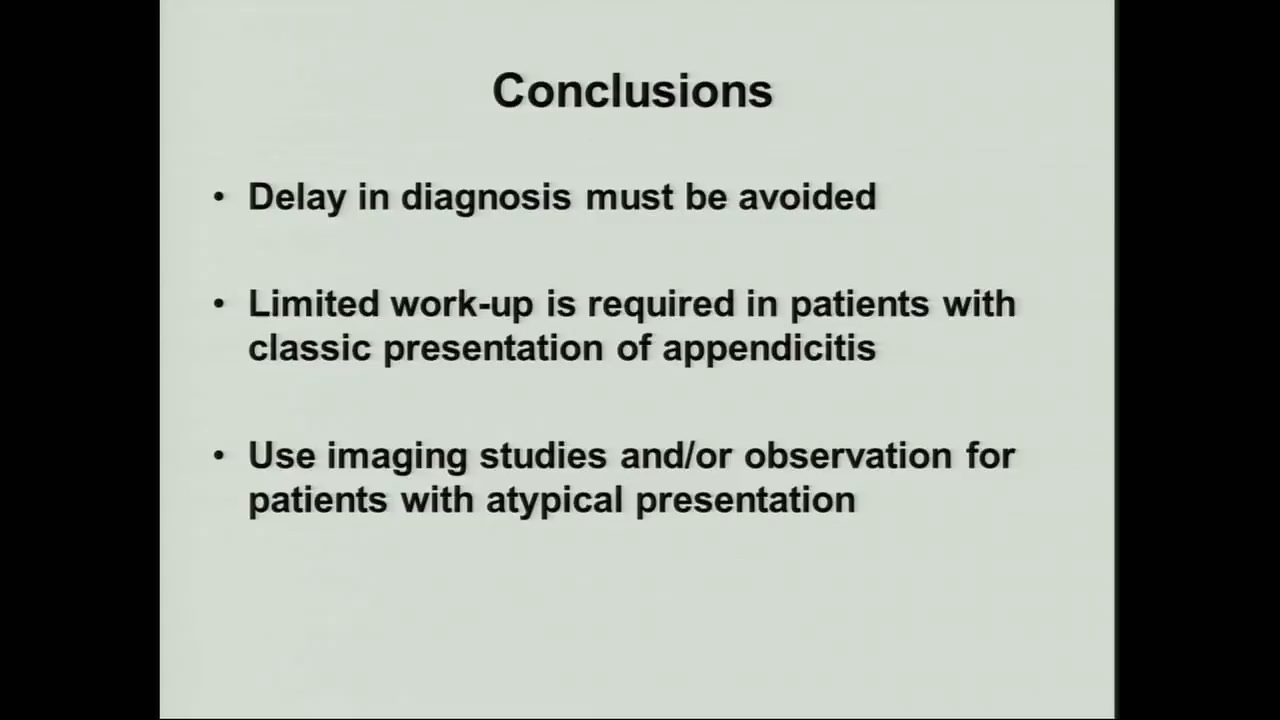 Conclusions
• Delay in diagnosis must be avoided
• Limited work-up is required in patients with
classic presentation of appendicitis
• Use imaging studies and/or observation for
patients with atypical presentation